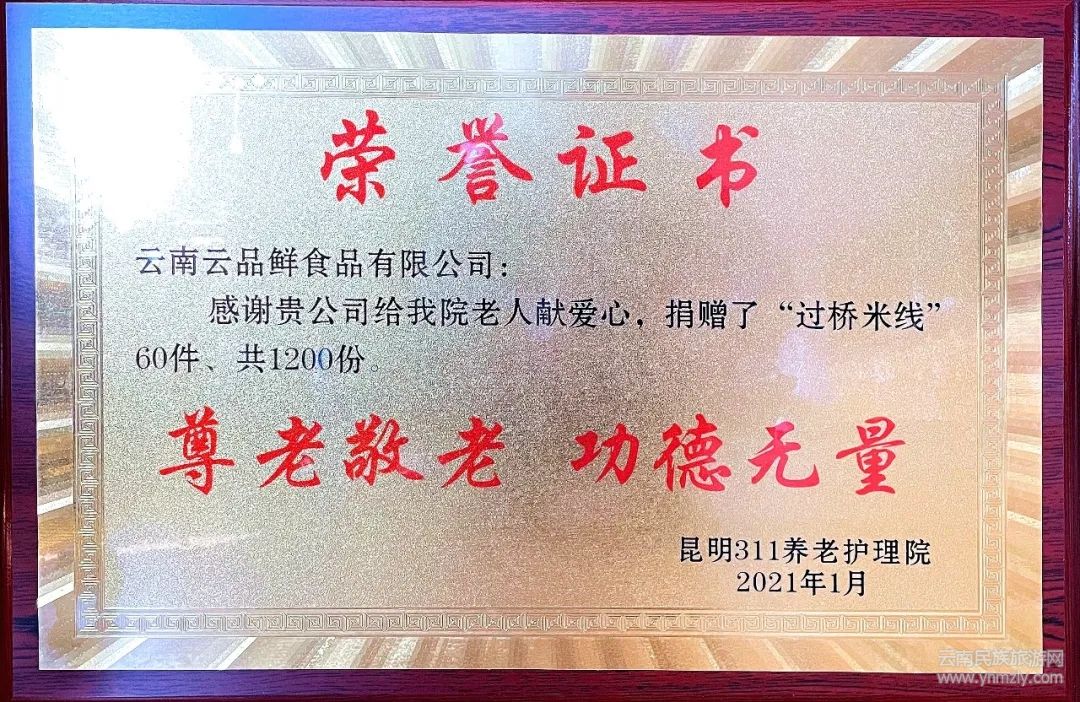 荣誉证书
云南云品鲜食品有限公司：
感谢贵公司给我院老人献爱心，捐赠了“过桥米线”
60件、共1200份。
尊老敬老 功德无量
昆明311养老护理院
2021年1月
云南民族旅游网
www.ynmzly.com